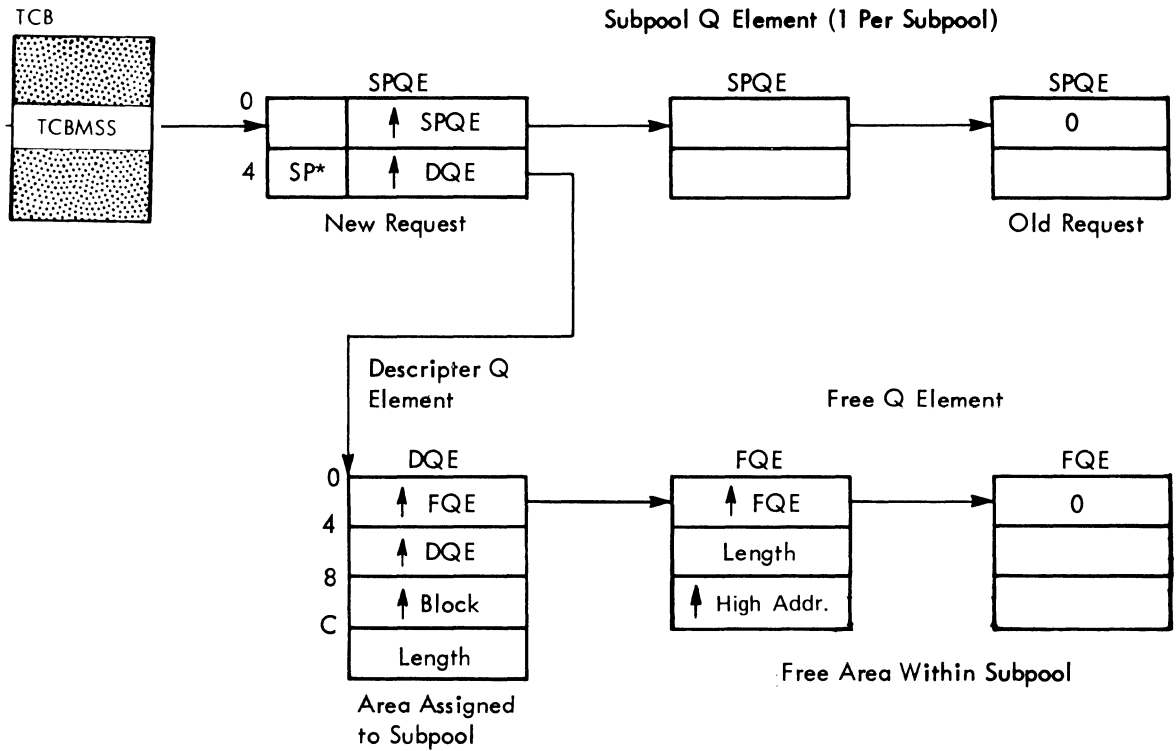 TCB
Subpool Q Element (1 Per Subpool)
TCBMSS
SPQE
SPQE
SPQE
0
↑ SPQE
0
4
SP*
↑ DQE
New Request
Old Request
Descripter Q
Element
Free Q Element
DQE
FQE
FQE
0
↑ FQE
↑ FQE
0
4
↑ DQE
Length
8
↑ Block
↑ High Addr.
C
Length
Free Area Within Subpool
Area Assigned
to Subpool